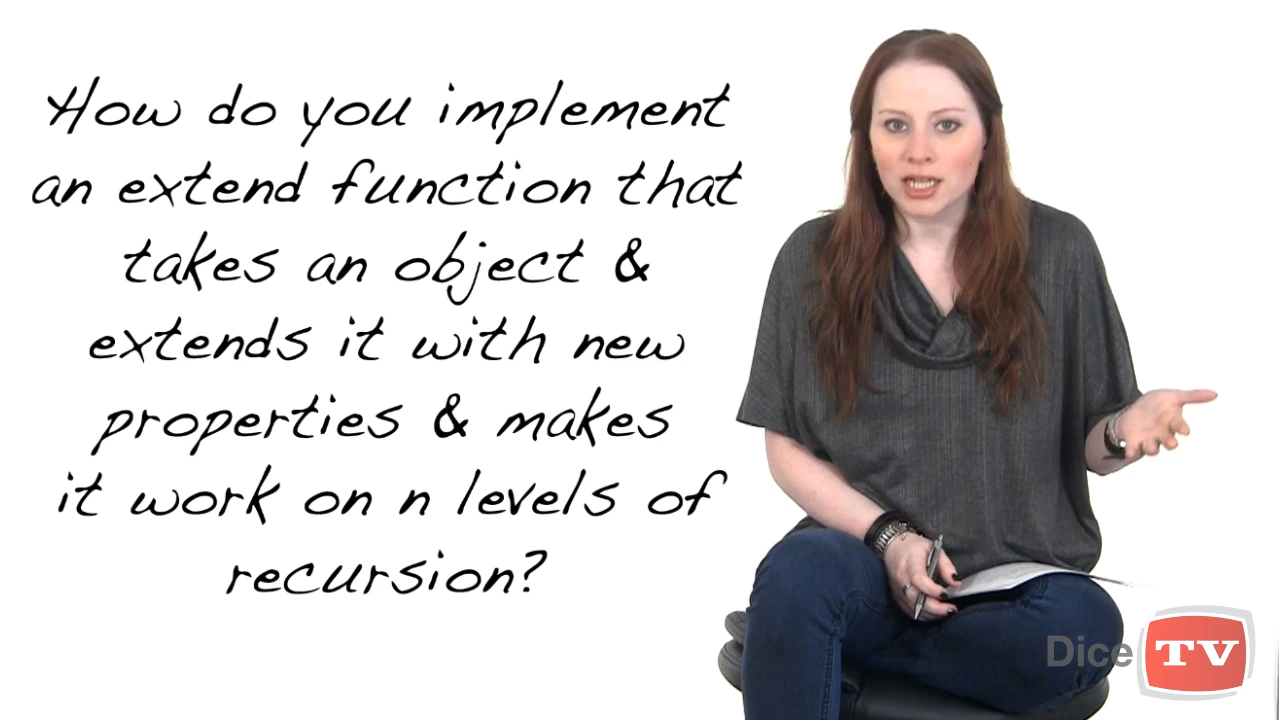 How do you implement
an extend function that
takes an object &
extends it with new
properties & makes
it work on n levels of
recursion?
Dice TV